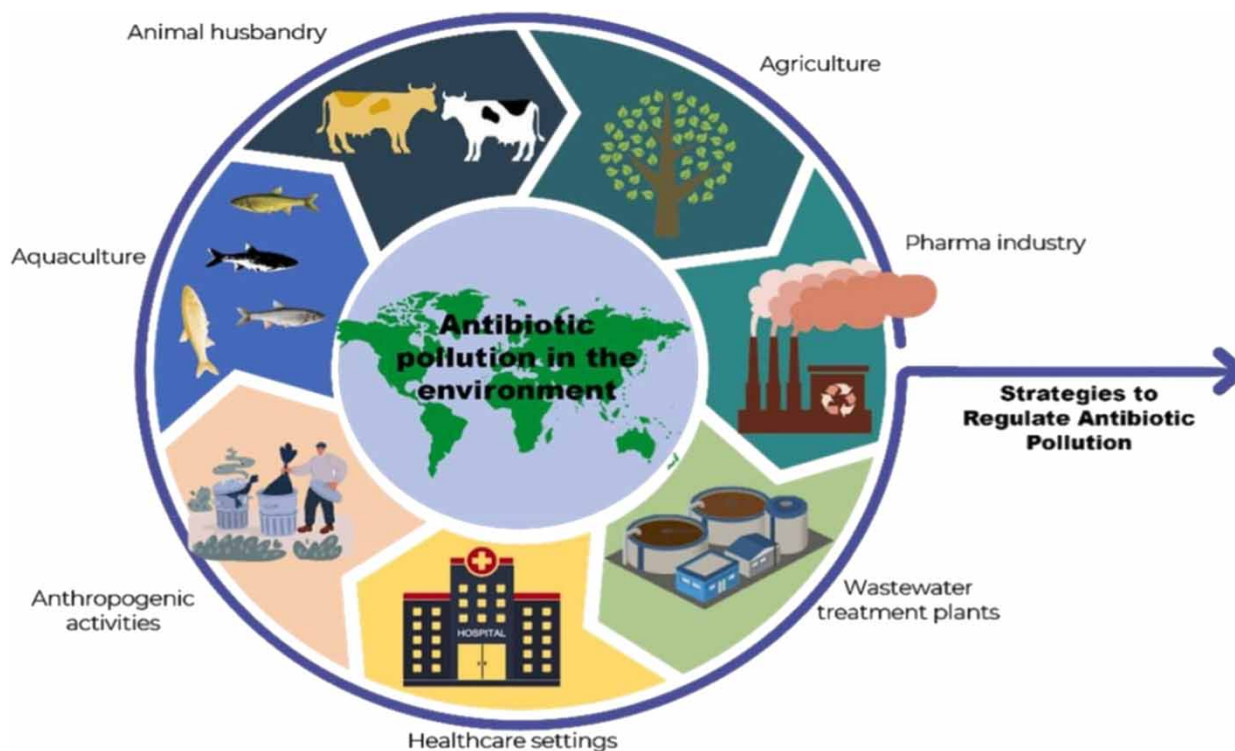 Animal husbandry
Agriculture
Aquaculture
Pharma industry
Antibiotic
pollution in the
environment
Strategies to
Regulate Antibiotic
Pollution
Anthropogenic
activities
HOSPITAL
Wastewater
treatment plants
Healthcare settings